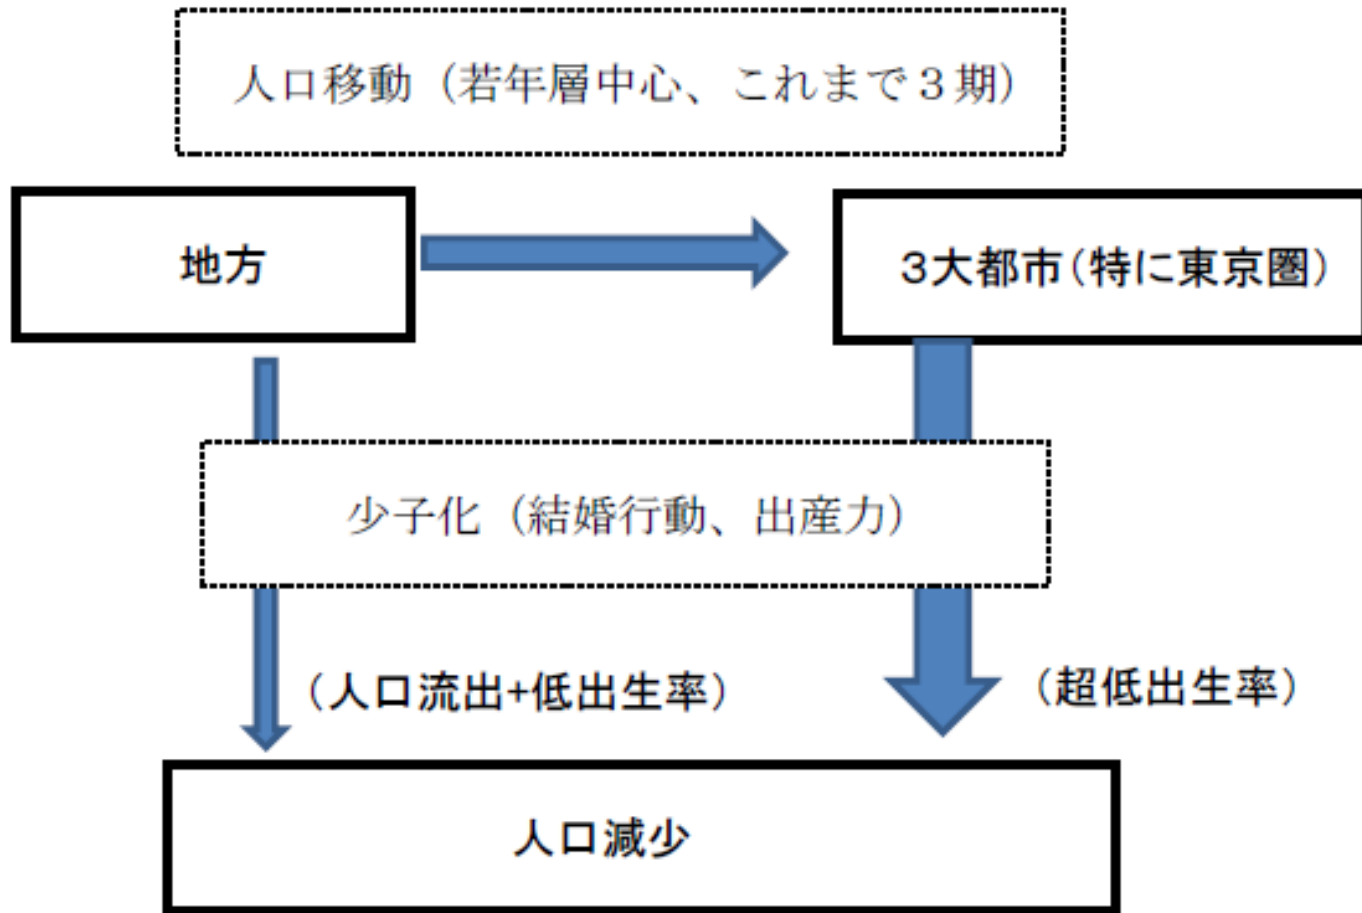 人口移動（若年層中心、これまで３期）
地方
３大都市（特に東京圏）
少子化（結婚行動、出産力）
（人口流出+低出生率）
（超低出生率）
人口減少